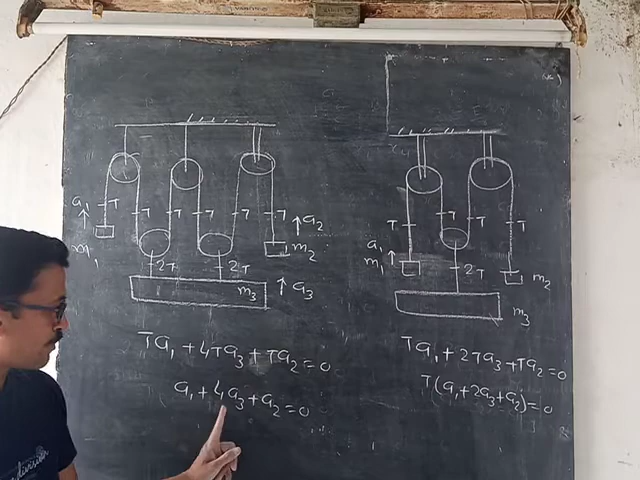 a₁ T T T T T T a₂
m₁ m₂
2T 2T
m₃ a₃
Ta₁ + 4Ta₃ + Ta₂ = 0
a₁ + 4a₃ + a₂ = 0
T T T T
a₁
m₁ 2T m₂
m₃
Ta₁ + 2Ta₃ + Ta₂ = 0
T(a₁ + 2a₃ + a₂) = 0